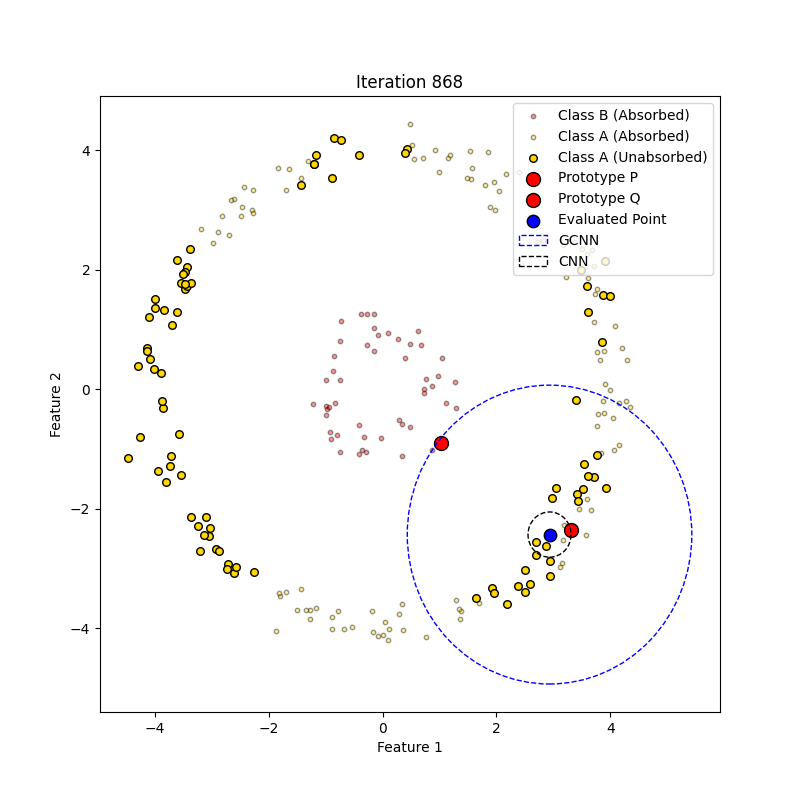 Iteration 868
Class B (Absorbed)
Class A (Absorbed)
Class A (Unabsorbed)
Prototype P
Prototype Q
Evaluated Point
GCNN
CNN
4
2
0
−2
−4
Feature 2
−4
−2
0
2
4
Feature 1